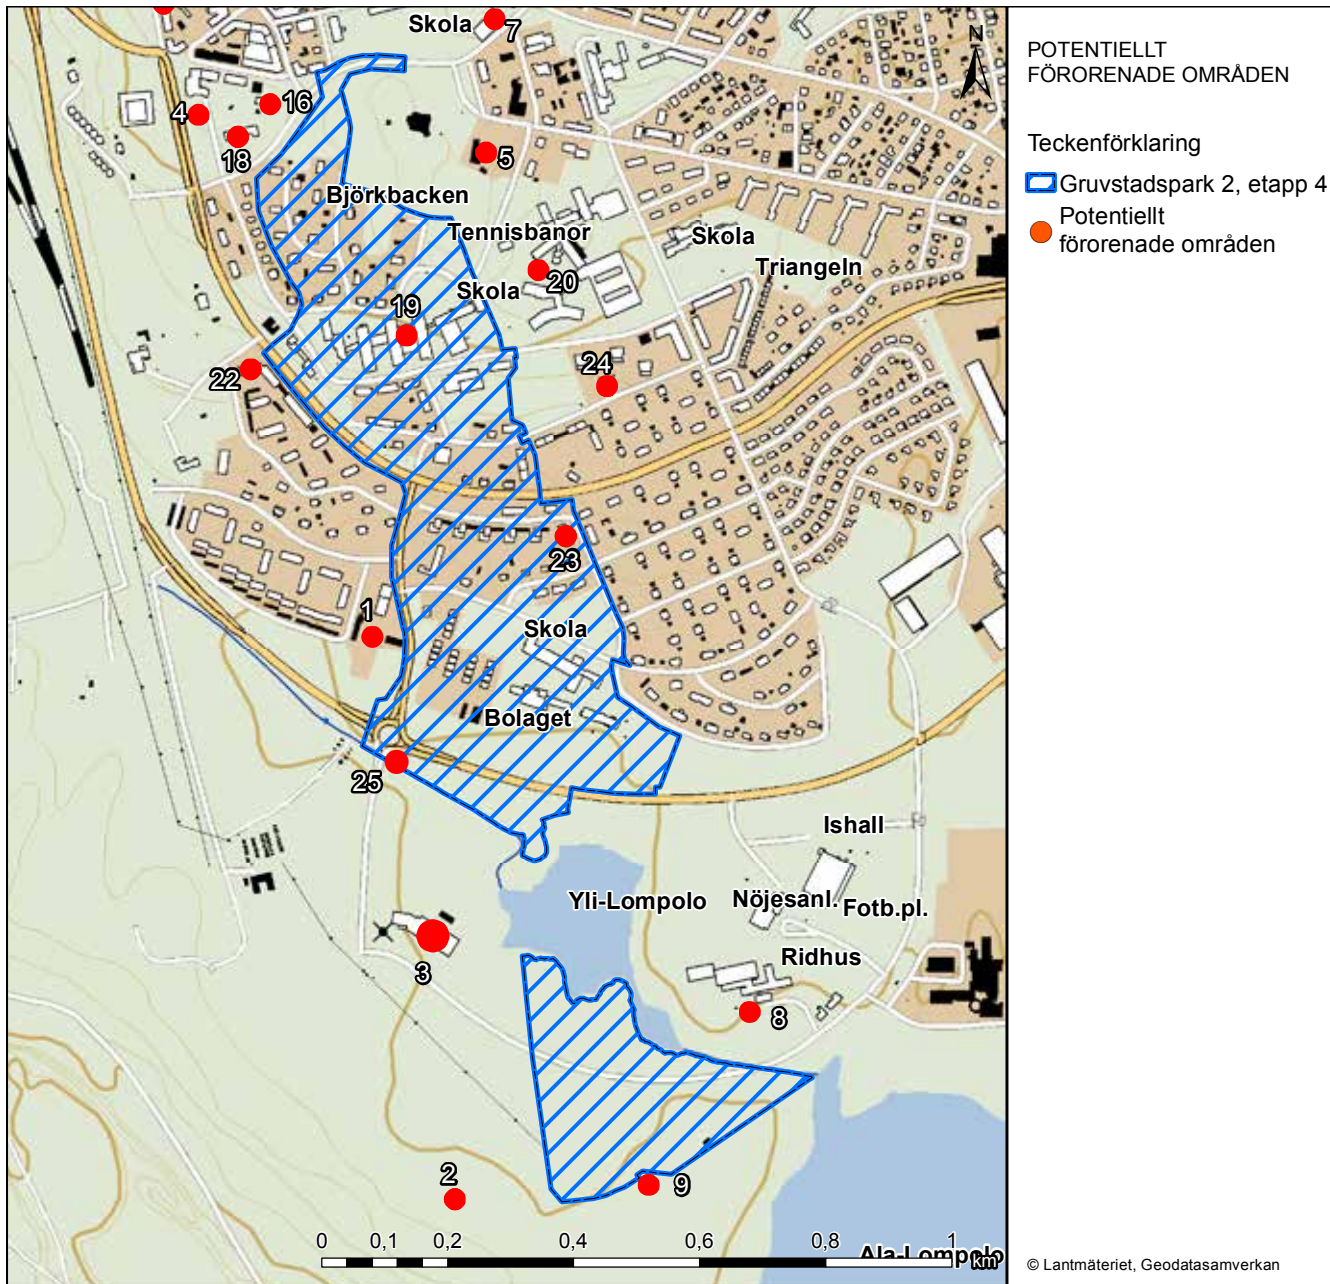 Skola
7
N
16
4
18
5
Björkbacken
Tennisbanor
Skola
Triangeln
20
Skola
19
22
24
23
1
Skola
Bolaget
25
Ishall
Yli-Lompolo
Nöjesanl.
Fotb.pl.
Ridhus
3
8
2
9
0
0,1
0,2
0,4
0,6
0,8
1
km
Ala-Lompolo
POTENTIELLT
FÖRORENADE OMRÅDEN
Teckenförklaring
Gruvstadspark 2, etapp 4
Potentiellt
förorenade områden
© Lantmäteriet, Geodatasamverkan